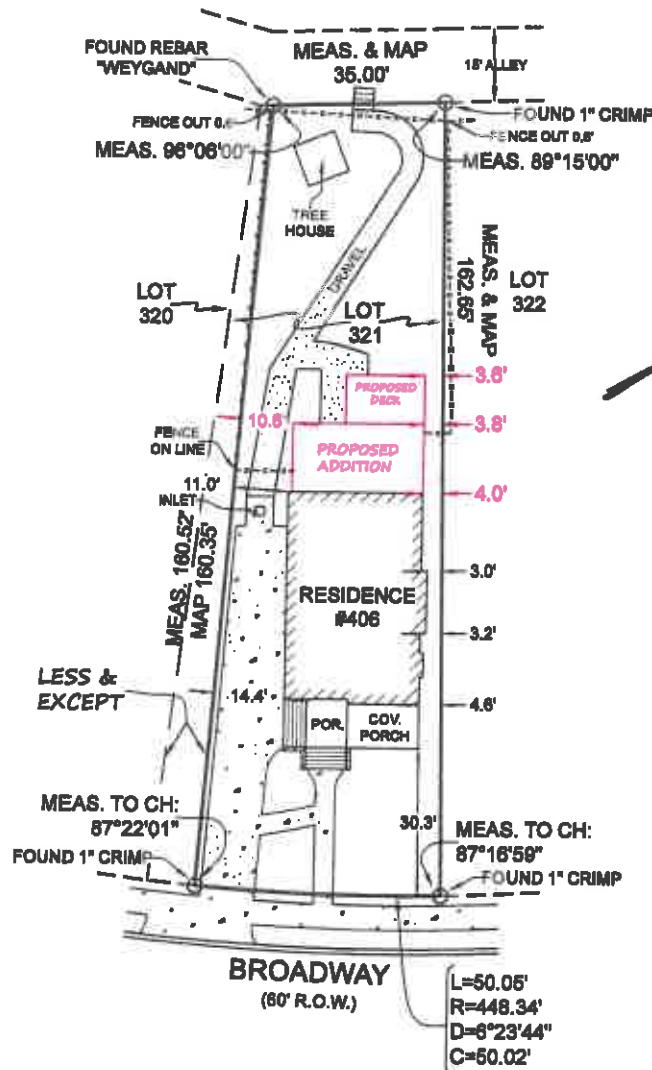 FOUND REBAR
"WEYGAND"
MEAS. & MAP
35.00'
15' ALLEY
FOUND 1" CRIMP
FENCE OUT 0.
FENCE OUT 0.8'
MEAS. 96°06'00"
MEAS. 89°15'00"
TREE
HOUSE
GRAVEL
MEAS. & MAP
162.65'
LOT
320
LOT
321
LOT
322
3.6'
PROPOSED
DECK
10.6
3.8'
FENCE
ON LINE
PROPOSED
ADDITION
11.0'
4.0'
INLET
MEAS. 160.52'
MAP 160.35'
3.0'
RESIDENCE
#406
3.2'
LESS &
EXCEPT
14.4'
4.6'
POR.
COV.
PORCH
MEAS. TO CH:
87°22'01"
30.3'
MEAS. TO CH:
87°16'59"
FOUND 1" CRIMP
FOUND 1" CRIMP
BROADWAY
(60' R.O.W.)
L=50.05'
R=448.34'
D=6°23'44"
C=50.02'